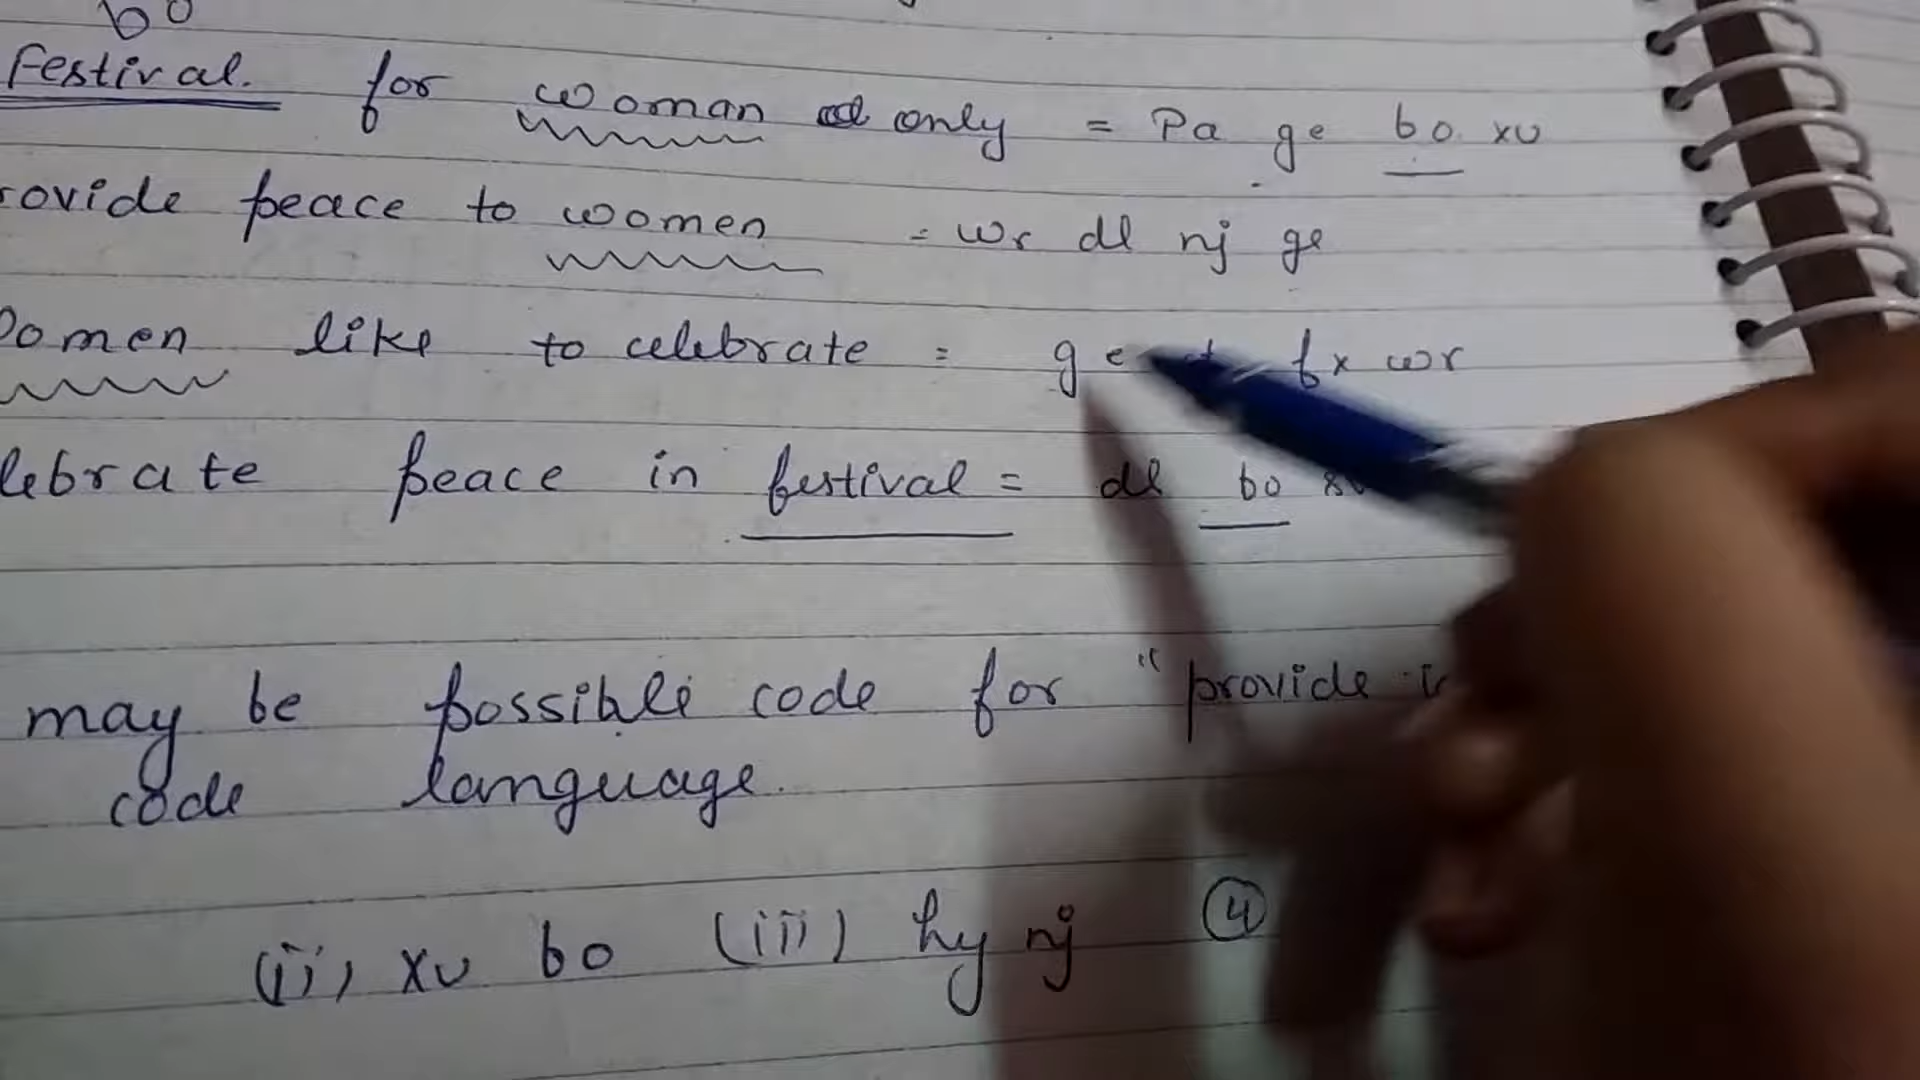 bo
Festival. for woman only = Pa ge bo xu
rovide peace to women = wr dl nj ge
omen like to celebrate = ge fx wr
lebrate peace in festival = dl bo
may be possible code for "provide
code language.
(ii) xu bo (iii) hy nj (4)